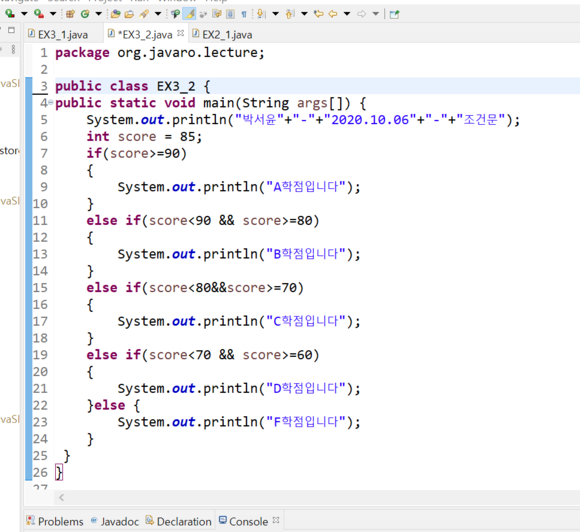 EX3_1.java *EX3_2.java EX2_1.java
1 package org.javaro.lecture;
2
3 public class EX3_2 {
4 public static void main(String args[]) {
5 System.out.println("박서윤"+"-"+"2020.10.06"+"-"+"조건문");
6 int score = 85;
7 if(score>=90)
8 {
9 System.out.println("A학점입니다");
10 }
11 else if(score<90 && score>=80)
12 {
13 System.out.println("B학점입니다");
14 }
15 else if(score<80&&score>=70)
16 {
17 System.out.println("C학점입니다");
18 }
19 else if(score<70 && score>=60)
20 {
21 System.out.println("D학점입니다");
22 }else {
23 System.out.println("F학점입니다");
24 }
25 }
26 }
27
Problems Javadoc Declaration Console